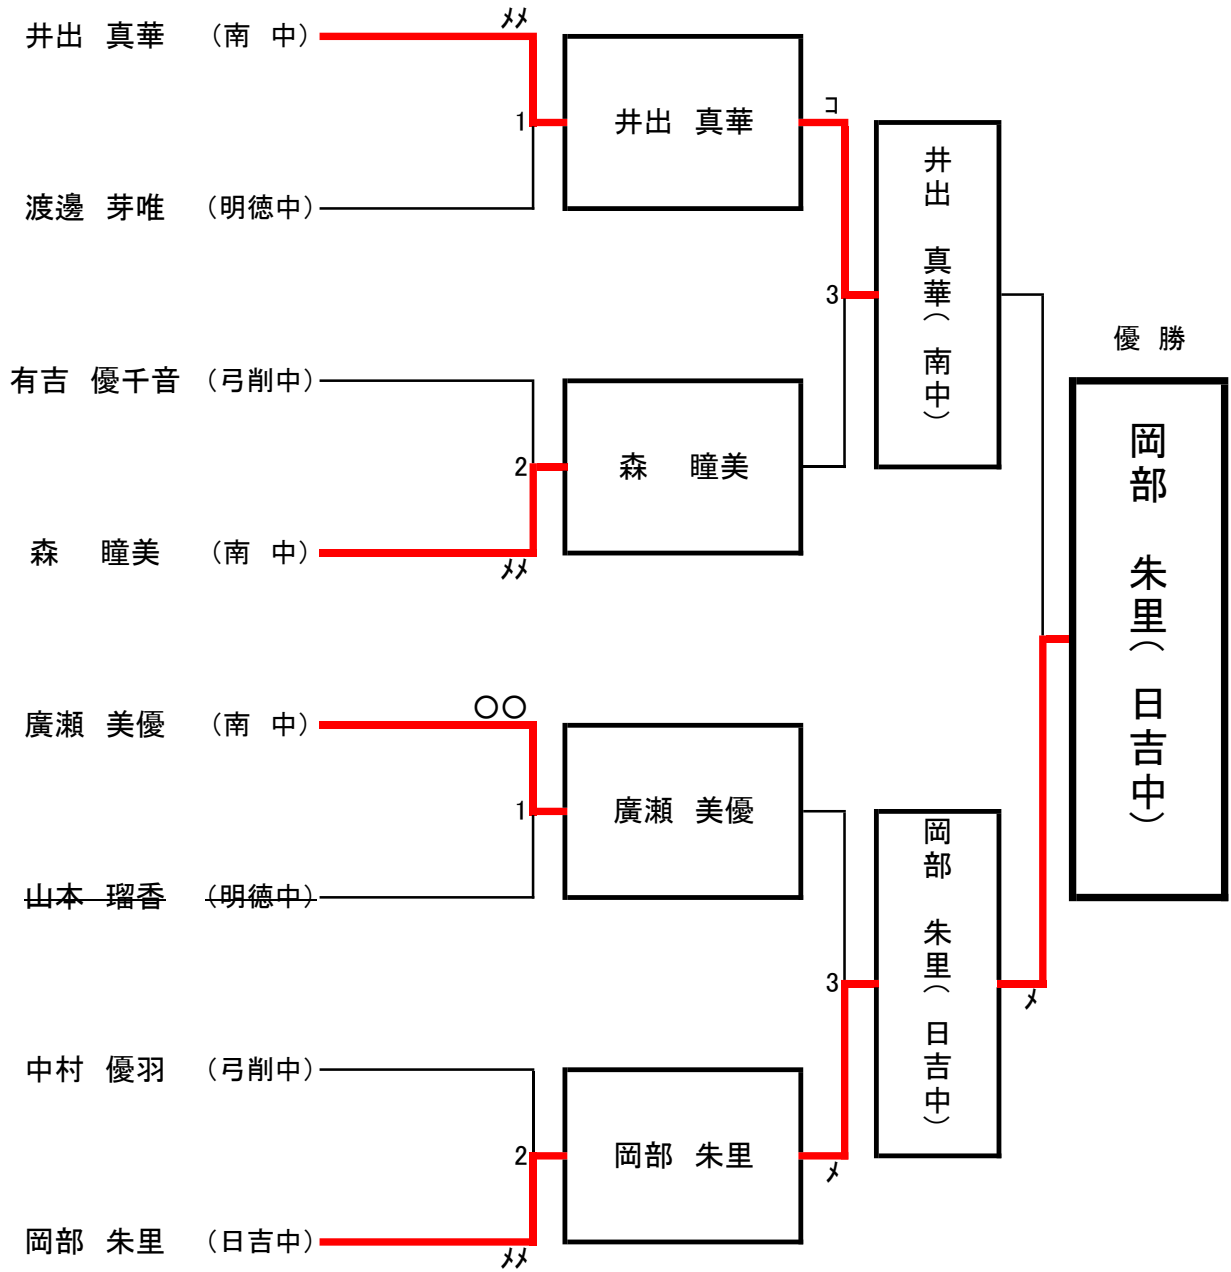 メメ
井出 真華 （南 中）
1
井出 真華
コ
渡邊 芽唯 （明徳中）
井出 真華（南中）
3
優 勝
有吉 優千音 （弓削中）
2
森 瞳美
森 瞳美 （南 中）
メメ
岡部 朱里（日吉中）
〇〇
廣瀬 美優 （南 中）
1
廣瀬 美優
山本 瑠香 （明徳中）
岡部 朱里（日吉中）
3
メ
中村 優羽 （弓削中）
2
岡部 朱里
メ
岡部 朱里 （日吉中）
メメ